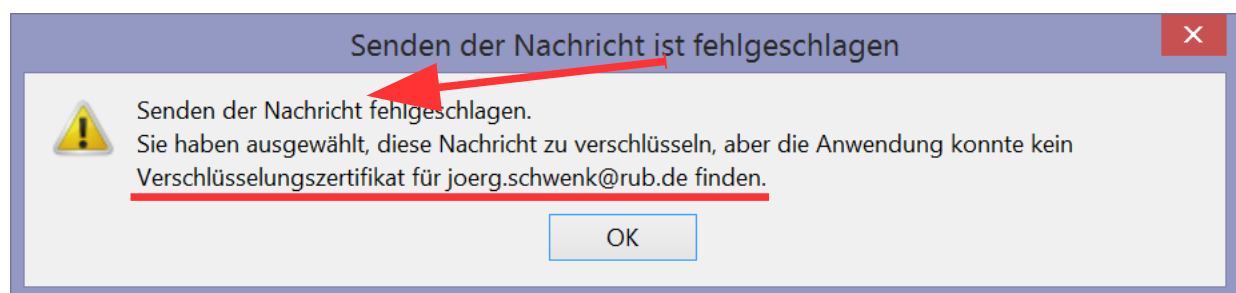 Senden der Nachricht ist fehlgeschlagen
Senden der Nachricht fehlgeschlagen.
Sie haben ausgewählt, diese Nachricht zu verschlüsseln, aber die Anwendung konnte kein
Verschlüsselungszertifikat für joerg.schwenk@rub.de finden.
OK